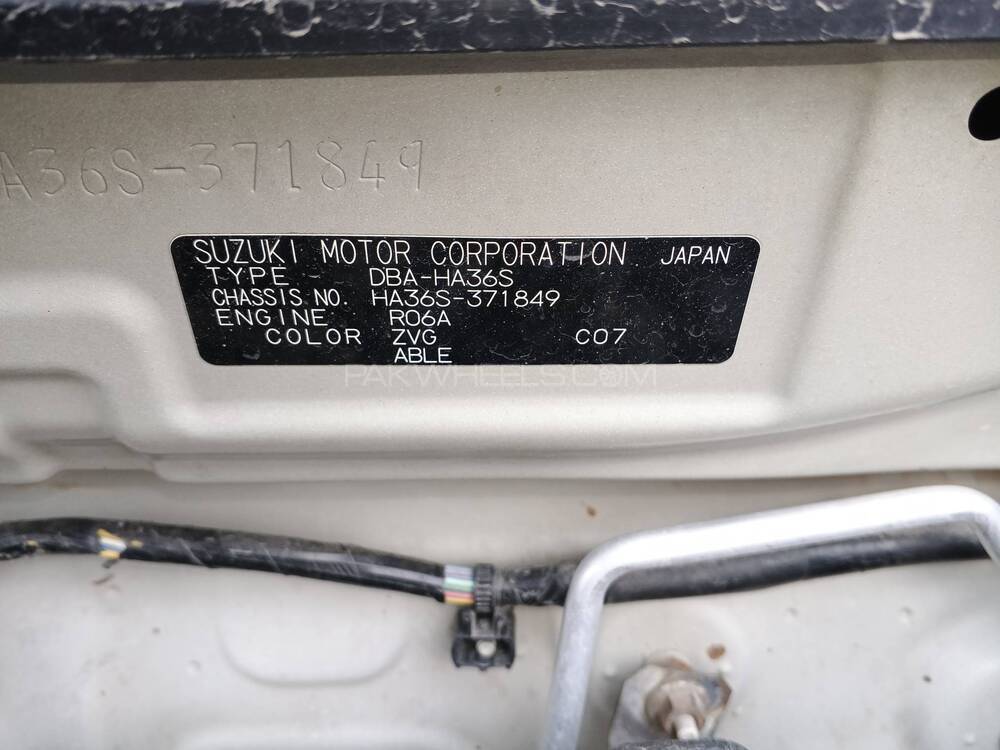 A36S-371849
SUZUKI MOTOR CORPORATION JAPAN
TYPE DBA-HA36S
CHASSIS NO. HA36S-371849
ENGINE R06A
COLOR ZVG C07
ABLE
PAKWHEELS.COM